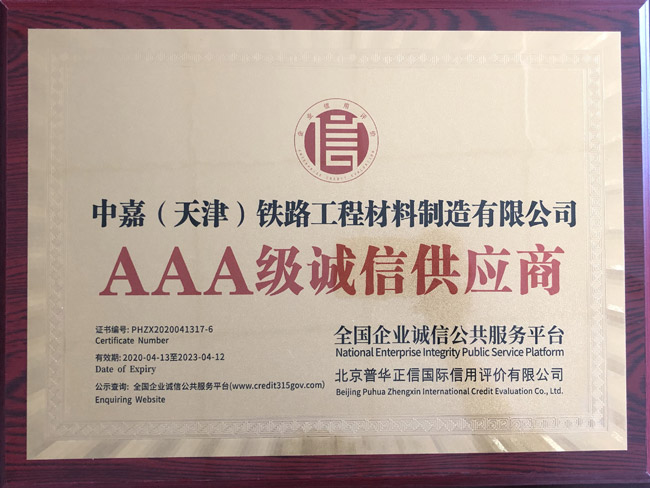 企业信用评价
中嘉（天津）铁路工程材料制造有限公司
AAA级诚信供应商
证书编号: PHZX2020041317-6
Certificate Number
有效期: 2020-04-13至2023-04-12
Date of Expiry
公示查询: 全国企业诚信公共服务平台(www.credit315gov.com)
Enquiring Website
全国企业诚信公共服务平台
National Enterprise Integrity Public Service Platform
北京普华正信国际信用评价有限公司
Beijing Puhua Zhengxin International Credit Evaluation Co., Ltd.